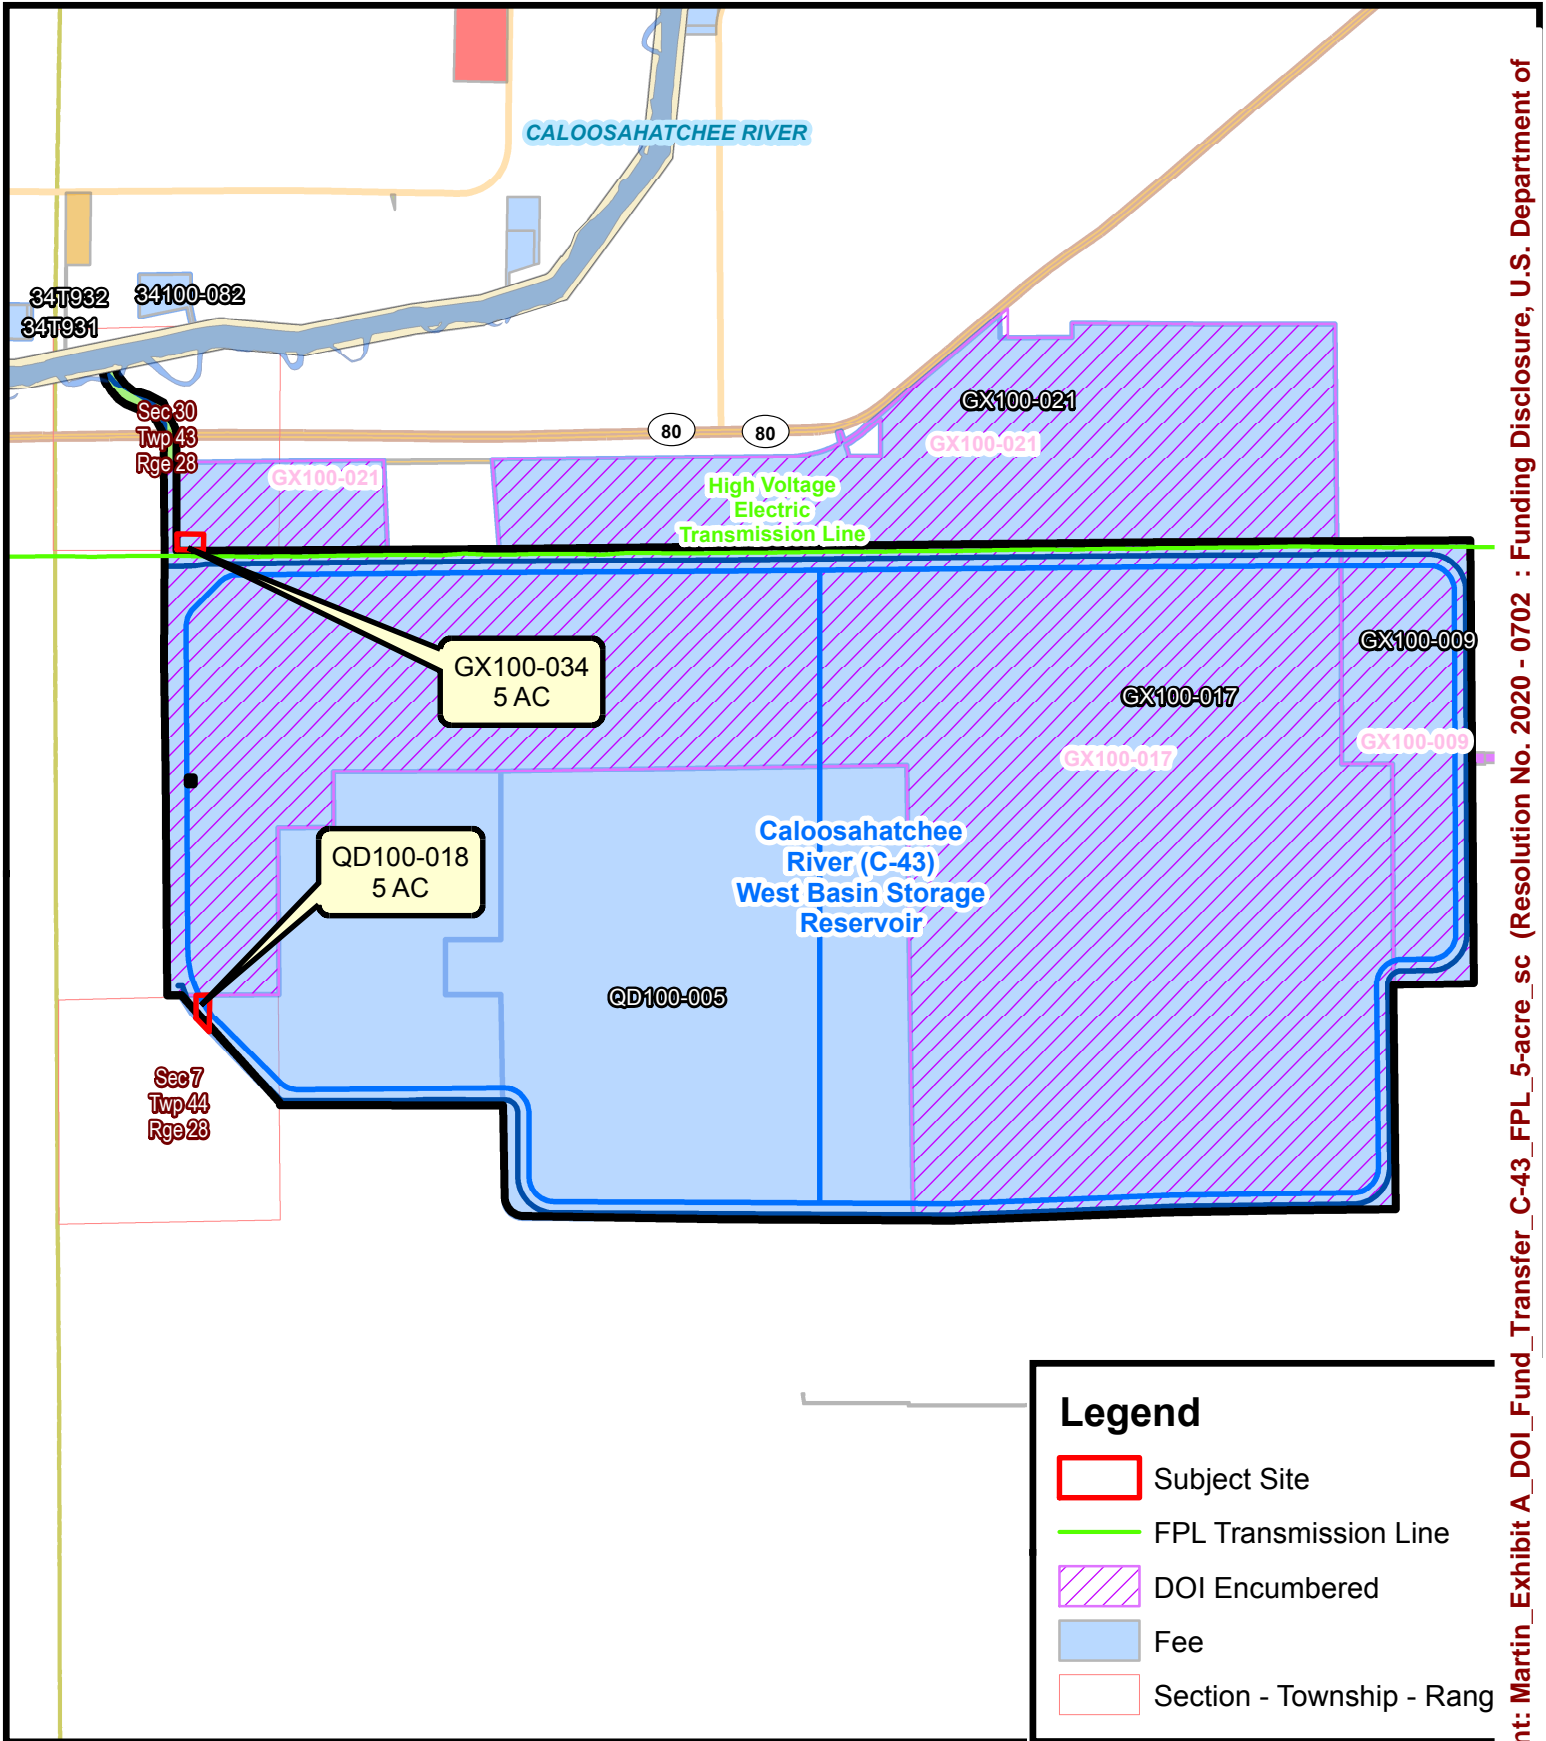 CALOOSAHATCHEE RIVER
34T932
34100-082
34T931
Sec 30
Twp 43
Rge 28
80
80
GX100-021
GX100-021
GX100-021
High Voltage
Electric
Transmission Line
GX100-034
5 AC
GX100-009
GX100-017
GX100-009
GX100-017
QD100-018
5 AC
Caloosahatchee
River (C-43)
West Basin Storage
Reservoir
QD100-005
Sec 7
Twp 44
Rge 28
Legend
Subject Site
FPL Transmission Line
DOI Encumbered
Fee
Section - Township - Rang
nt: Martin_Exhibit A_DOI_Fund_Transfer_C-43_FPL_5-acre_sc (Resolution No. 2020 - 0702 : Funding Disclosure, U.S. Department of